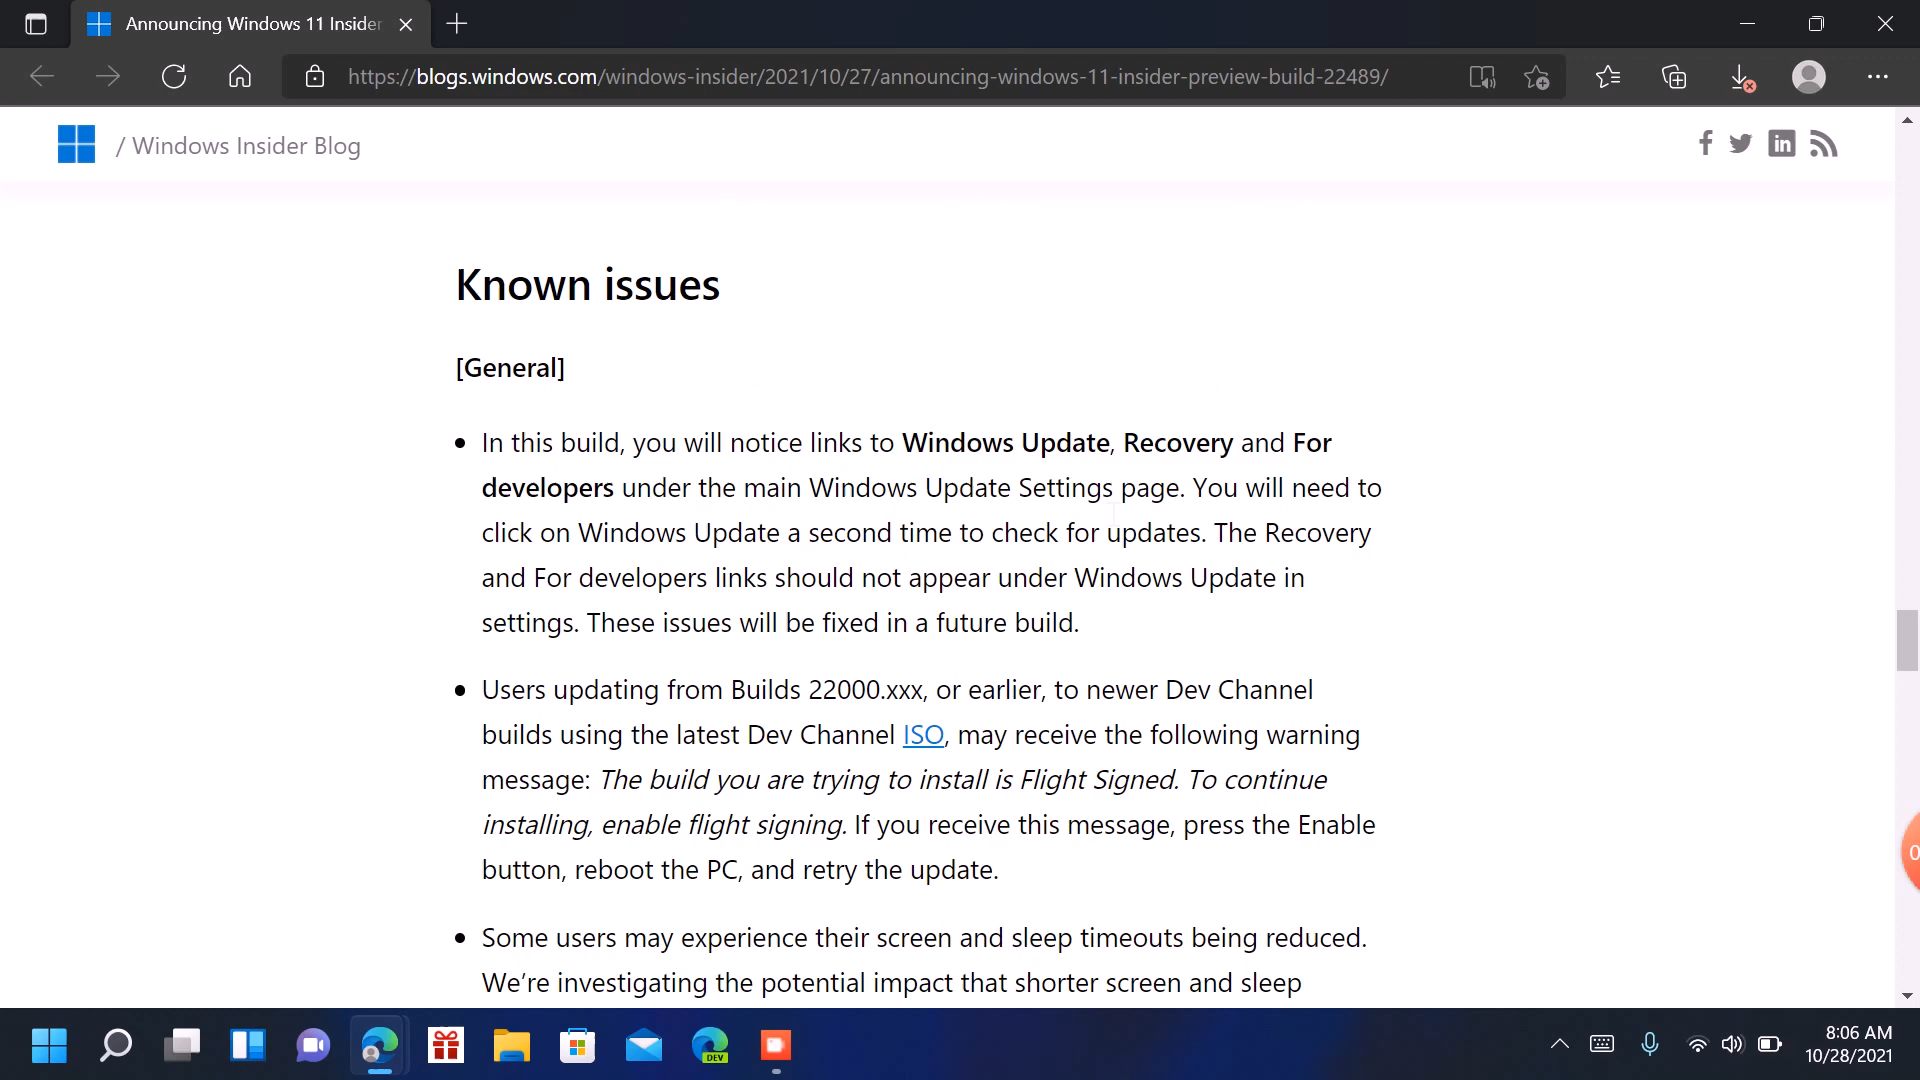 Announcing Windows 11 Insider
https://blogs.windows.com/windows-insider/2021/10/27/announcing-windows-11-insider-preview-build-22489/
/ Windows Insider Blog
Known issues
[General]
• In this build, you will notice links to Windows Update, Recovery and For
developers under the main Windows Update Settings page. You will need to
click on Windows Update a second time to check for updates. The Recovery
and For developers links should not appear under Windows Update in
settings. These issues will be fixed in a future build.
• Users updating from Builds 22000.xxx, or earlier, to newer Dev Channel
builds using the latest Dev Channel ISO, may receive the following warning
message: The build you are trying to install is Flight Signed. To continue
installing, enable flight signing. If you receive this message, press the Enable
button, reboot the PC, and retry the update.
• Some users may experience their screen and sleep timeouts being reduced.
We’re investigating the potential impact that shorter screen and sleep
0
DEV
8:06 AM
10/28/2021